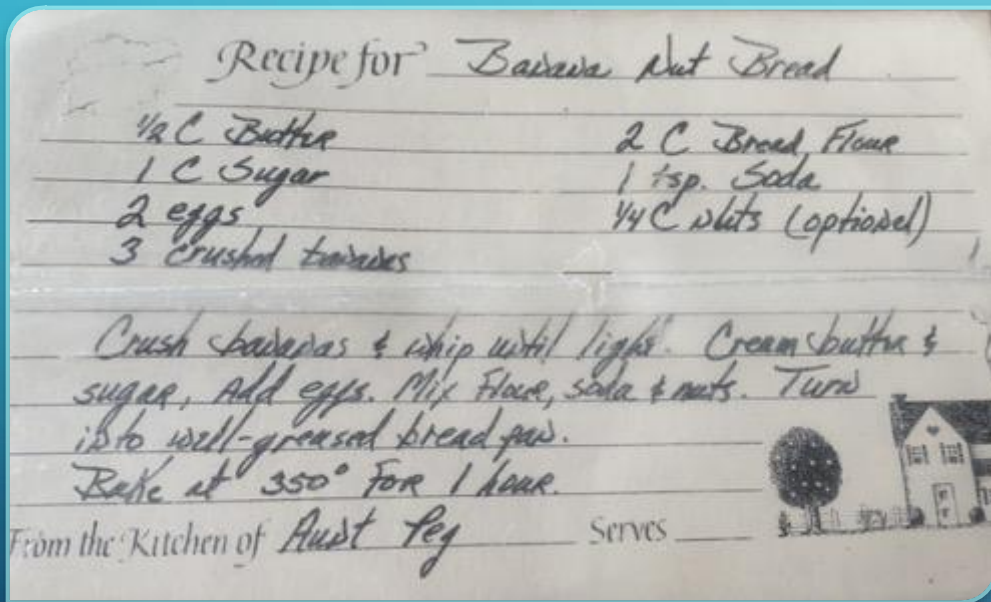 Recipe for Banana Nut Bread
½ C Butter
1 C Sugar
2 eggs
3 crushed bananas
2 C Bread Flour
1 tsp. Soda
¼ C nuts (optional)
Crush bananas & whip until light. Cream butter &
sugar, Add eggs. Mix Flour, soda & nuts. Turn
into well-greased bread pan.
Bake at 350° For 1 hour.
From the Kitchen of Aunt Peg Serves